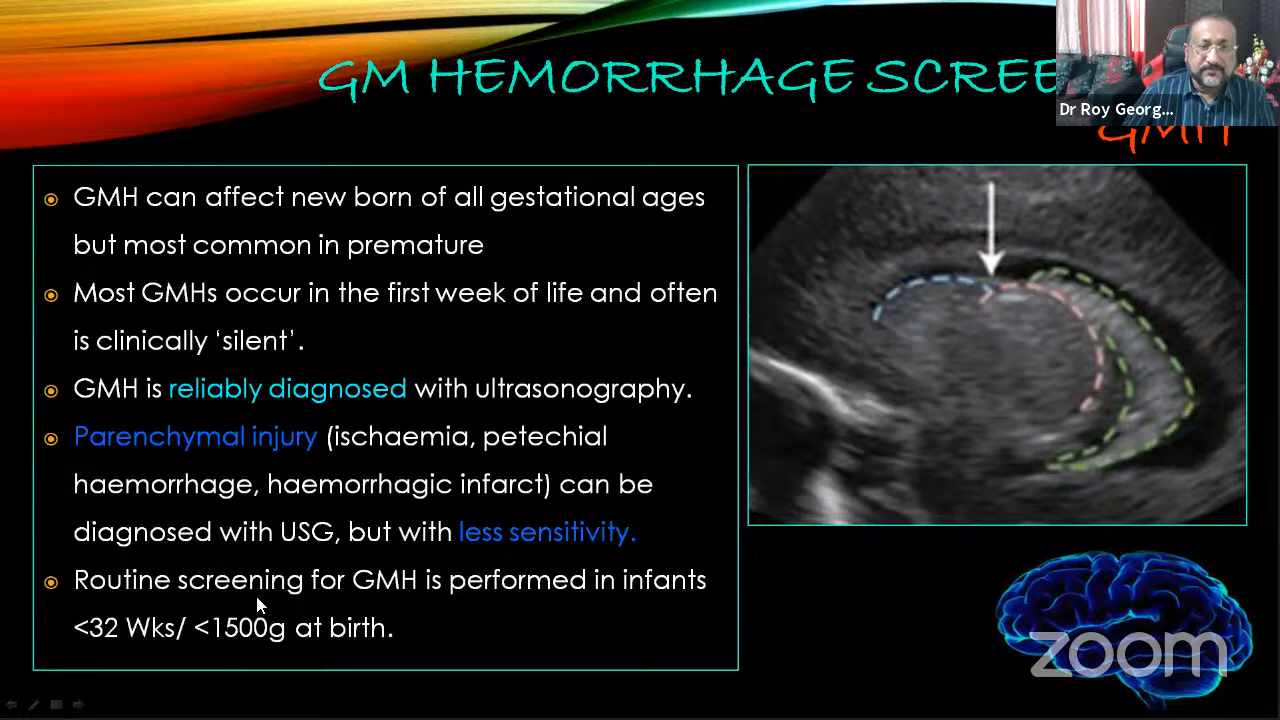 GM HEMORRHAGE SCREE
GMH
Dr Roy Georg...
GMH can affect new born of all gestational ages
but most common in premature
Most GMHs occur in the first week of life and often
is clinically ‘silent’.
GMH is reliably diagnosed with ultrasonography.
Parenchymal injury (ischaemia, petechial
haemorrhage, haemorrhagic infarct) can be
diagnosed with USG, but with less sensitivity.
Routine screening for GMH is performed in infants
<32 Wks/ <1500g at birth.
zoom